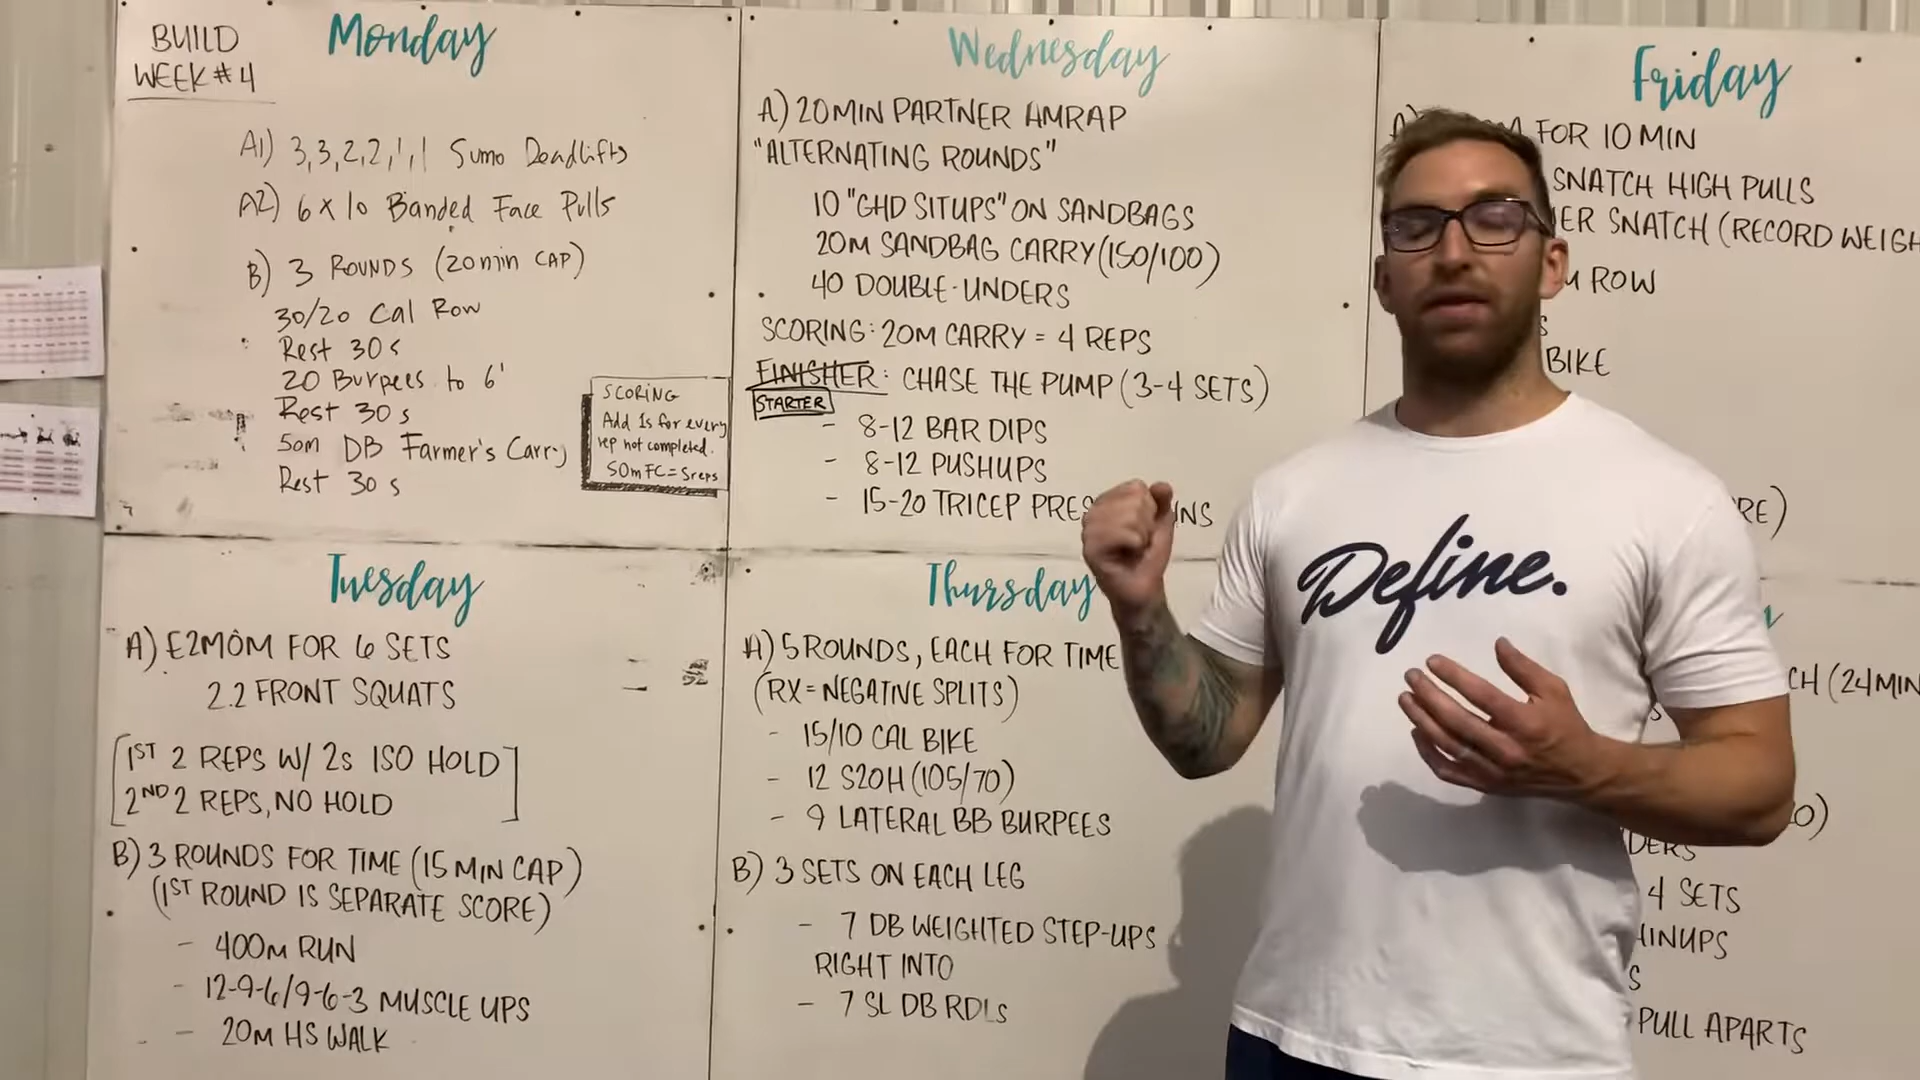 BUILD
WEEK #4
Monday
A1) 3,3,2,2,1,1 Sumo Deadlifts
A2) 6 x 10 Banded Face Pulls
B) 3 ROUNDS (20min CAP)
30/20 Cal Row
Rest 30s
20 Burpees to 6'
Rest 30s
50m DB Farmer's Carry
Rest 30s
SCORING
Add 1s for every
rep not completed.
50m FC = 5reps
Tuesday
A) E2MOM FOR 6 SETS
2.2 FRONT SQUATS
1ST 2 REPS W/ 2s ISO HOLD
2ND 2 REPS, NO HOLD
B) 3 ROUNDS FOR TIME (15 MIN CAP)
(1ST ROUND IS SEPARATE SCORE)
- 400m RUN
- 12-9-6/9-6-3 MUSCLE UPS
- 20m HS WALK
Wednesday
A) 20 MIN PARTNER AMRAP
"ALTERNATING ROUNDS"
10 "GHD SITUPS" ON SANDBAGS
20M SANDBAG CARRY (150/100)
40 DOUBLE-UNDERS
SCORING: 20M CARRY = 4 REPS
FINISHER: CHASE THE PUMP (3-4 SETS)
STARTER
- 8-12 BAR DIPS
- 8-12 PUSHUPS
- 15-20 TRICEP
Thursday
A) 5 ROUNDS, EACH FOR TIME
(RX = NEGATIVE SPLITS)
- 15/10 CAL BIKE
- 12 S2OH (105/70)
- 9 LATERAL BB BURPEES
B) 3 SETS ON EACH LEG
- 7 DB WEIGHTED STEP-UPS
RIGHT INTO
- 7 SL DB RDLS
Friday
FOR 10 MIN
SNATCH HIGH PULLS
SNATCH (RECORD
ROW
BIKE
(24 MIN
4 SETS
PULL APARTS
Define.